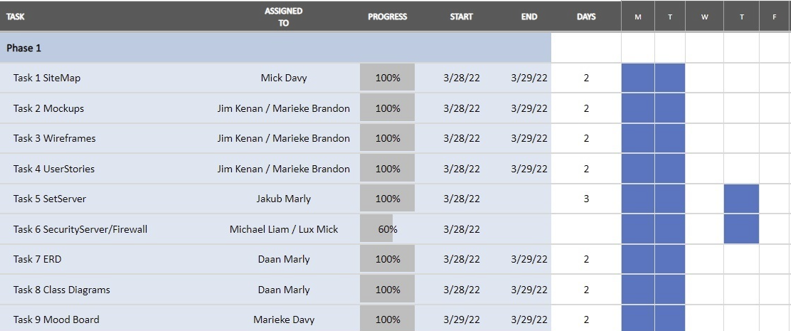 TASK ASSIGNED TO PROGRESS START END DAYS M T W T F
Phase 1
Task 1 SiteMap Mick Davy 100% 3/28/22 3/29/22 2
Task 2 Mockups Jim Kenan / Marieke Brandon 100% 3/28/22 3/29/22 2
Task 3 Wireframes Jim Kenan / Marieke Brandon 100% 3/28/22 3/29/22 2
Task 4 UserStories Jim Kenan / Marieke Brandon 100% 3/28/22 3/29/22 2
Task 5 SetServer Jakub Marly 100% 3/28/22 3
Task 6 SecurityServer/Firewall Michael Liam / Lux Mick 60% 3/28/22
Task 7 ERD Daan Marly 100% 3/28/22 3/29/22 2
Task 8 Class Diagrams Daan Marly 100% 3/28/22 3/29/22 2
Task 9 Mood Board Marieke Davy 100% 3/29/22 3/29/22 2